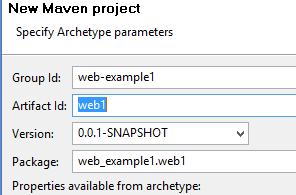 New Maven project
Specify Archetype parameters
Group Id: web-example1
Artifact Id: web1
Version: 0.0.1-SNAPSHOT
Package: web_example1.web1
Properties available from archetype: